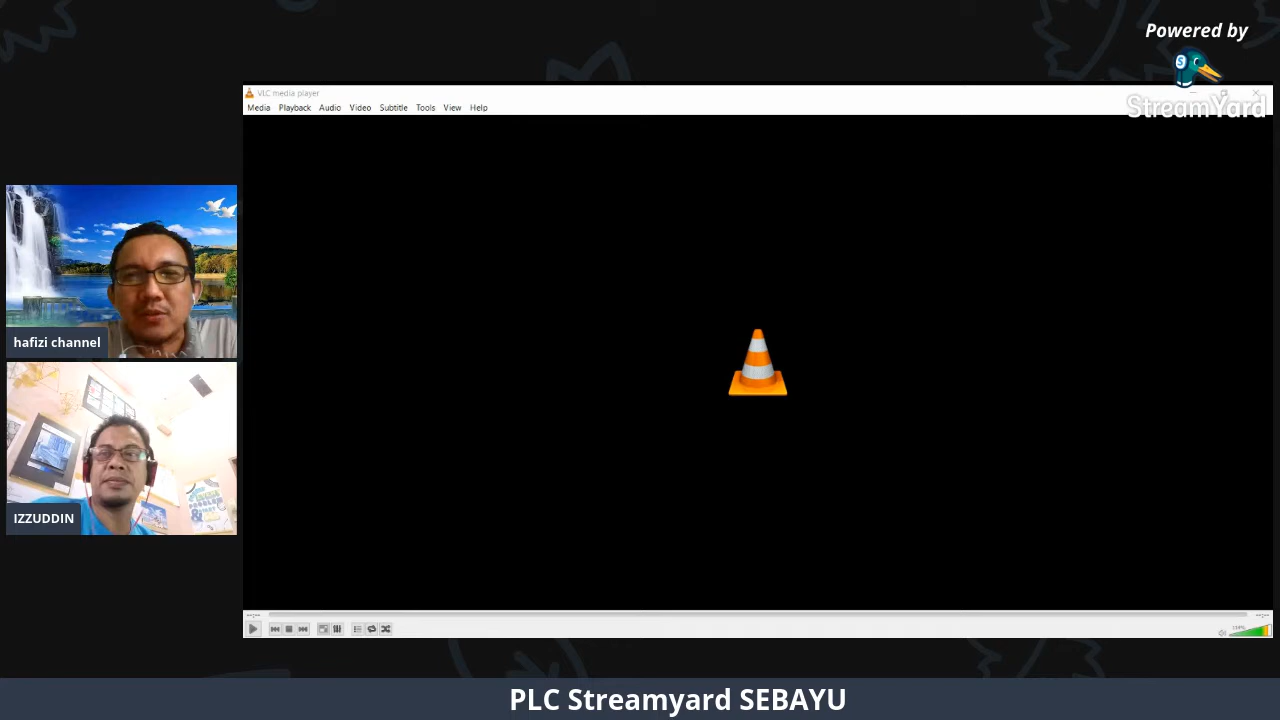 Powered by
StreamYard
VLC media player
Media Playback Audio Video Subtitle Tools View Help
hafizi channel
IZZUDDIN
PROBLEM
&
PLC Streamyard SEBAYU